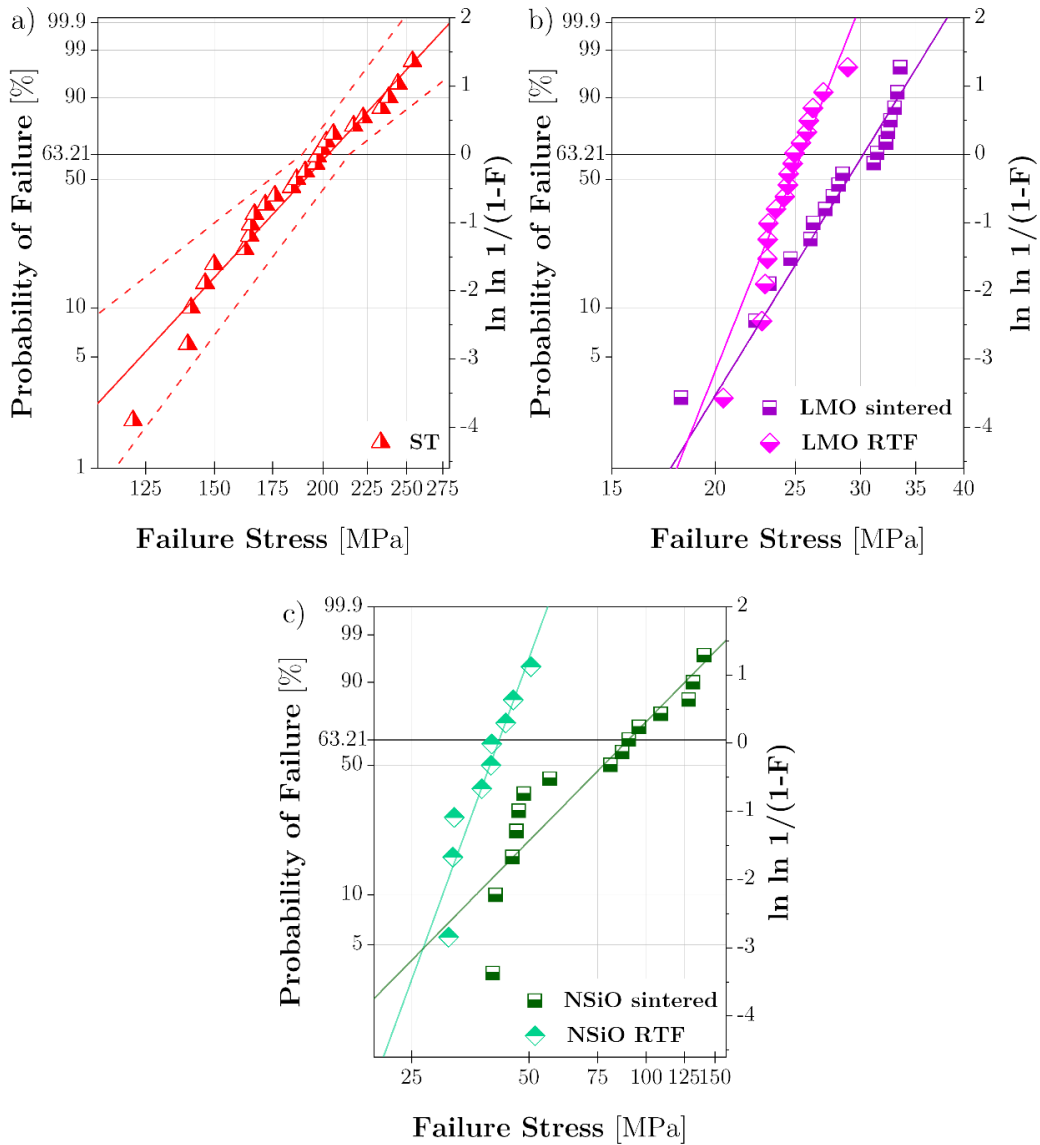 a)
Probability of Failure [%]
99.9
99
90
63.21
50
10
5
1
2
1
0
-1
-2
-3
-4
ln ln 1/(1-F)
ST
125 150 175 200 225 250 275
Failure Stress [MPa]
b)
Probability of Failure [%]
99.9
99
90
63.21
50
10
5
2
1
0
-1
-2
-3
-4
ln ln 1/(1-F)
LMO sintered
LMO RTF
15 20 25 30 35 40
Failure Stress [MPa]
c)
Probability of Failure [%]
99.9
99
90
63.21
50
10
5
2
1
0
-1
-2
-3
-4
ln ln 1/(1-F)
NSiO sintered
NSiO RTF
25 50 75 100 125 150
Failure Stress [MPa]